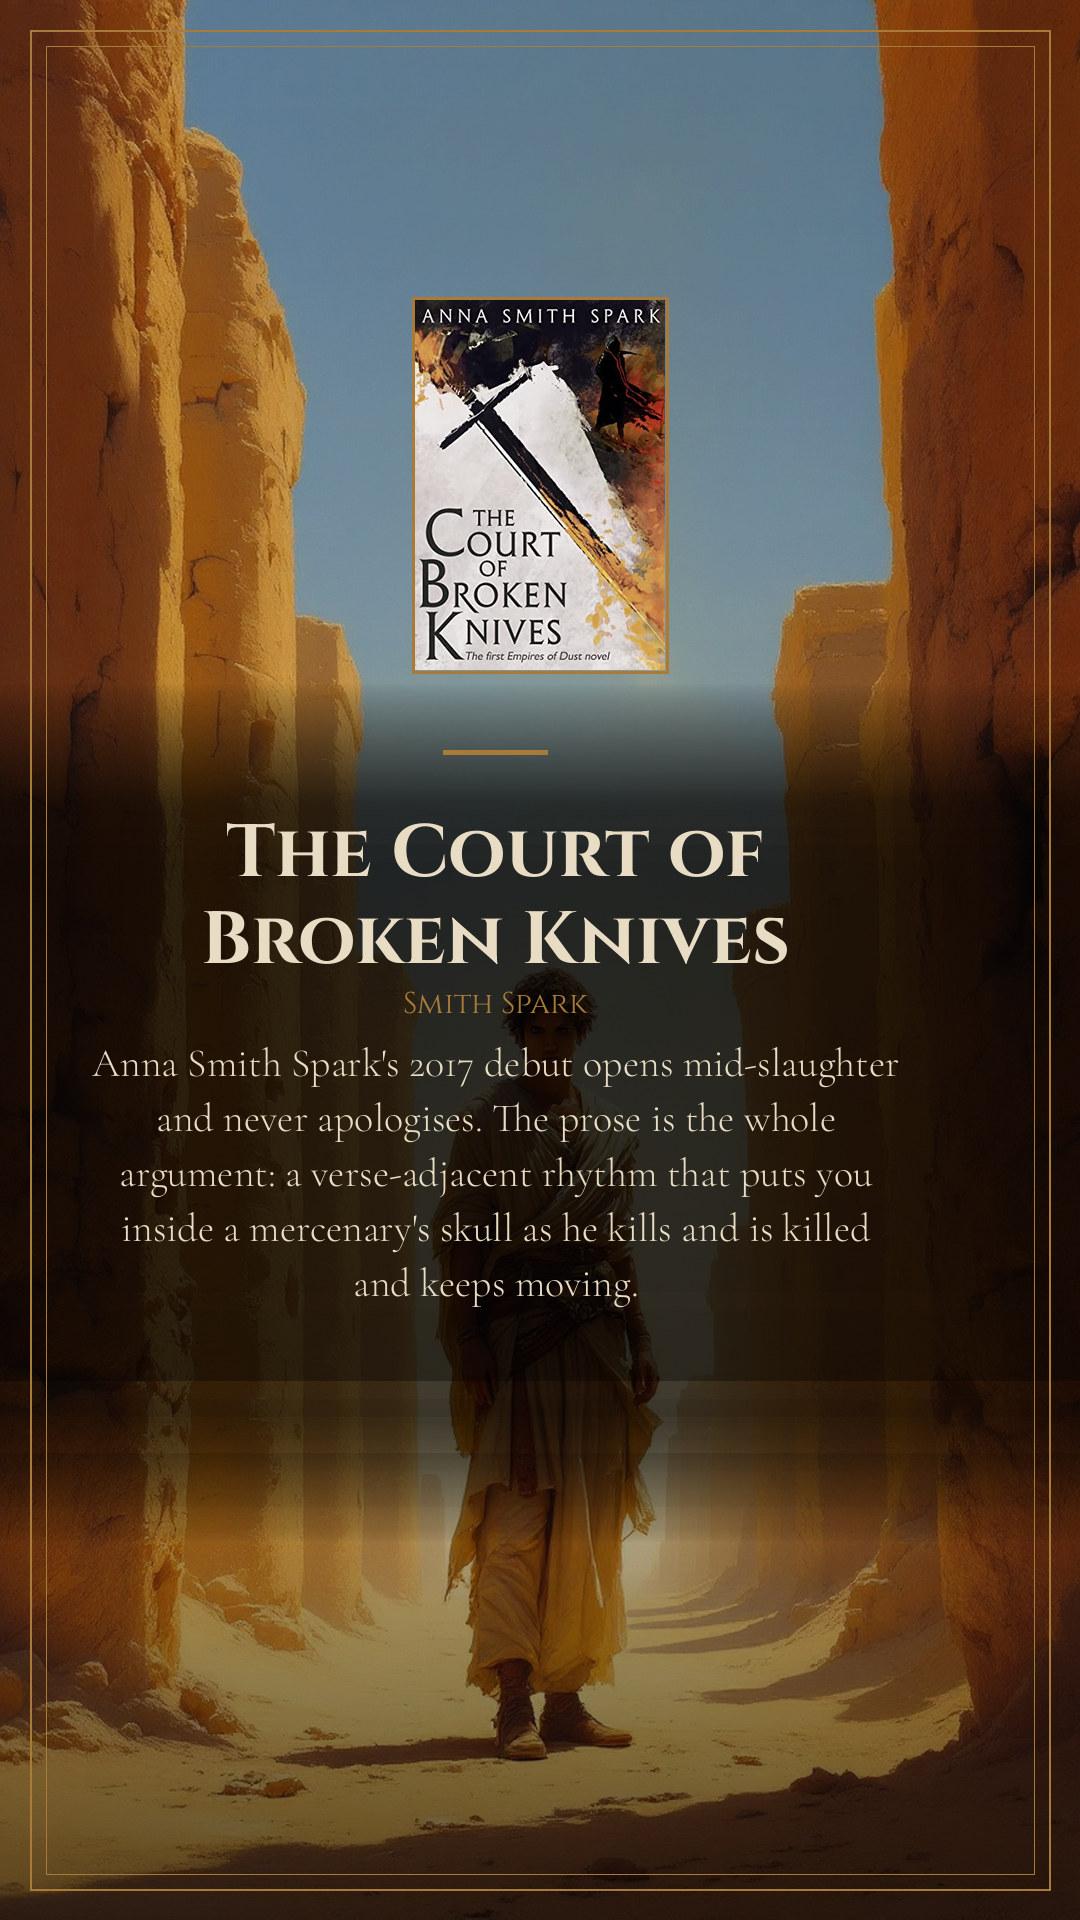 ANNA SMITH SPARK
THE
COURT
OF
BROKEN
KNIVES
The first Empires of Dust novel
THE COURT OF
BROKEN KNIVES
SMITH SPARK
Anna Smith Spark's 2017 debut opens mid-slaughter
and never apologises. The prose is the whole
argument: a verse-adjacent rhythm that puts you
inside a mercenary's skull as he kills and is killed
and keeps moving.